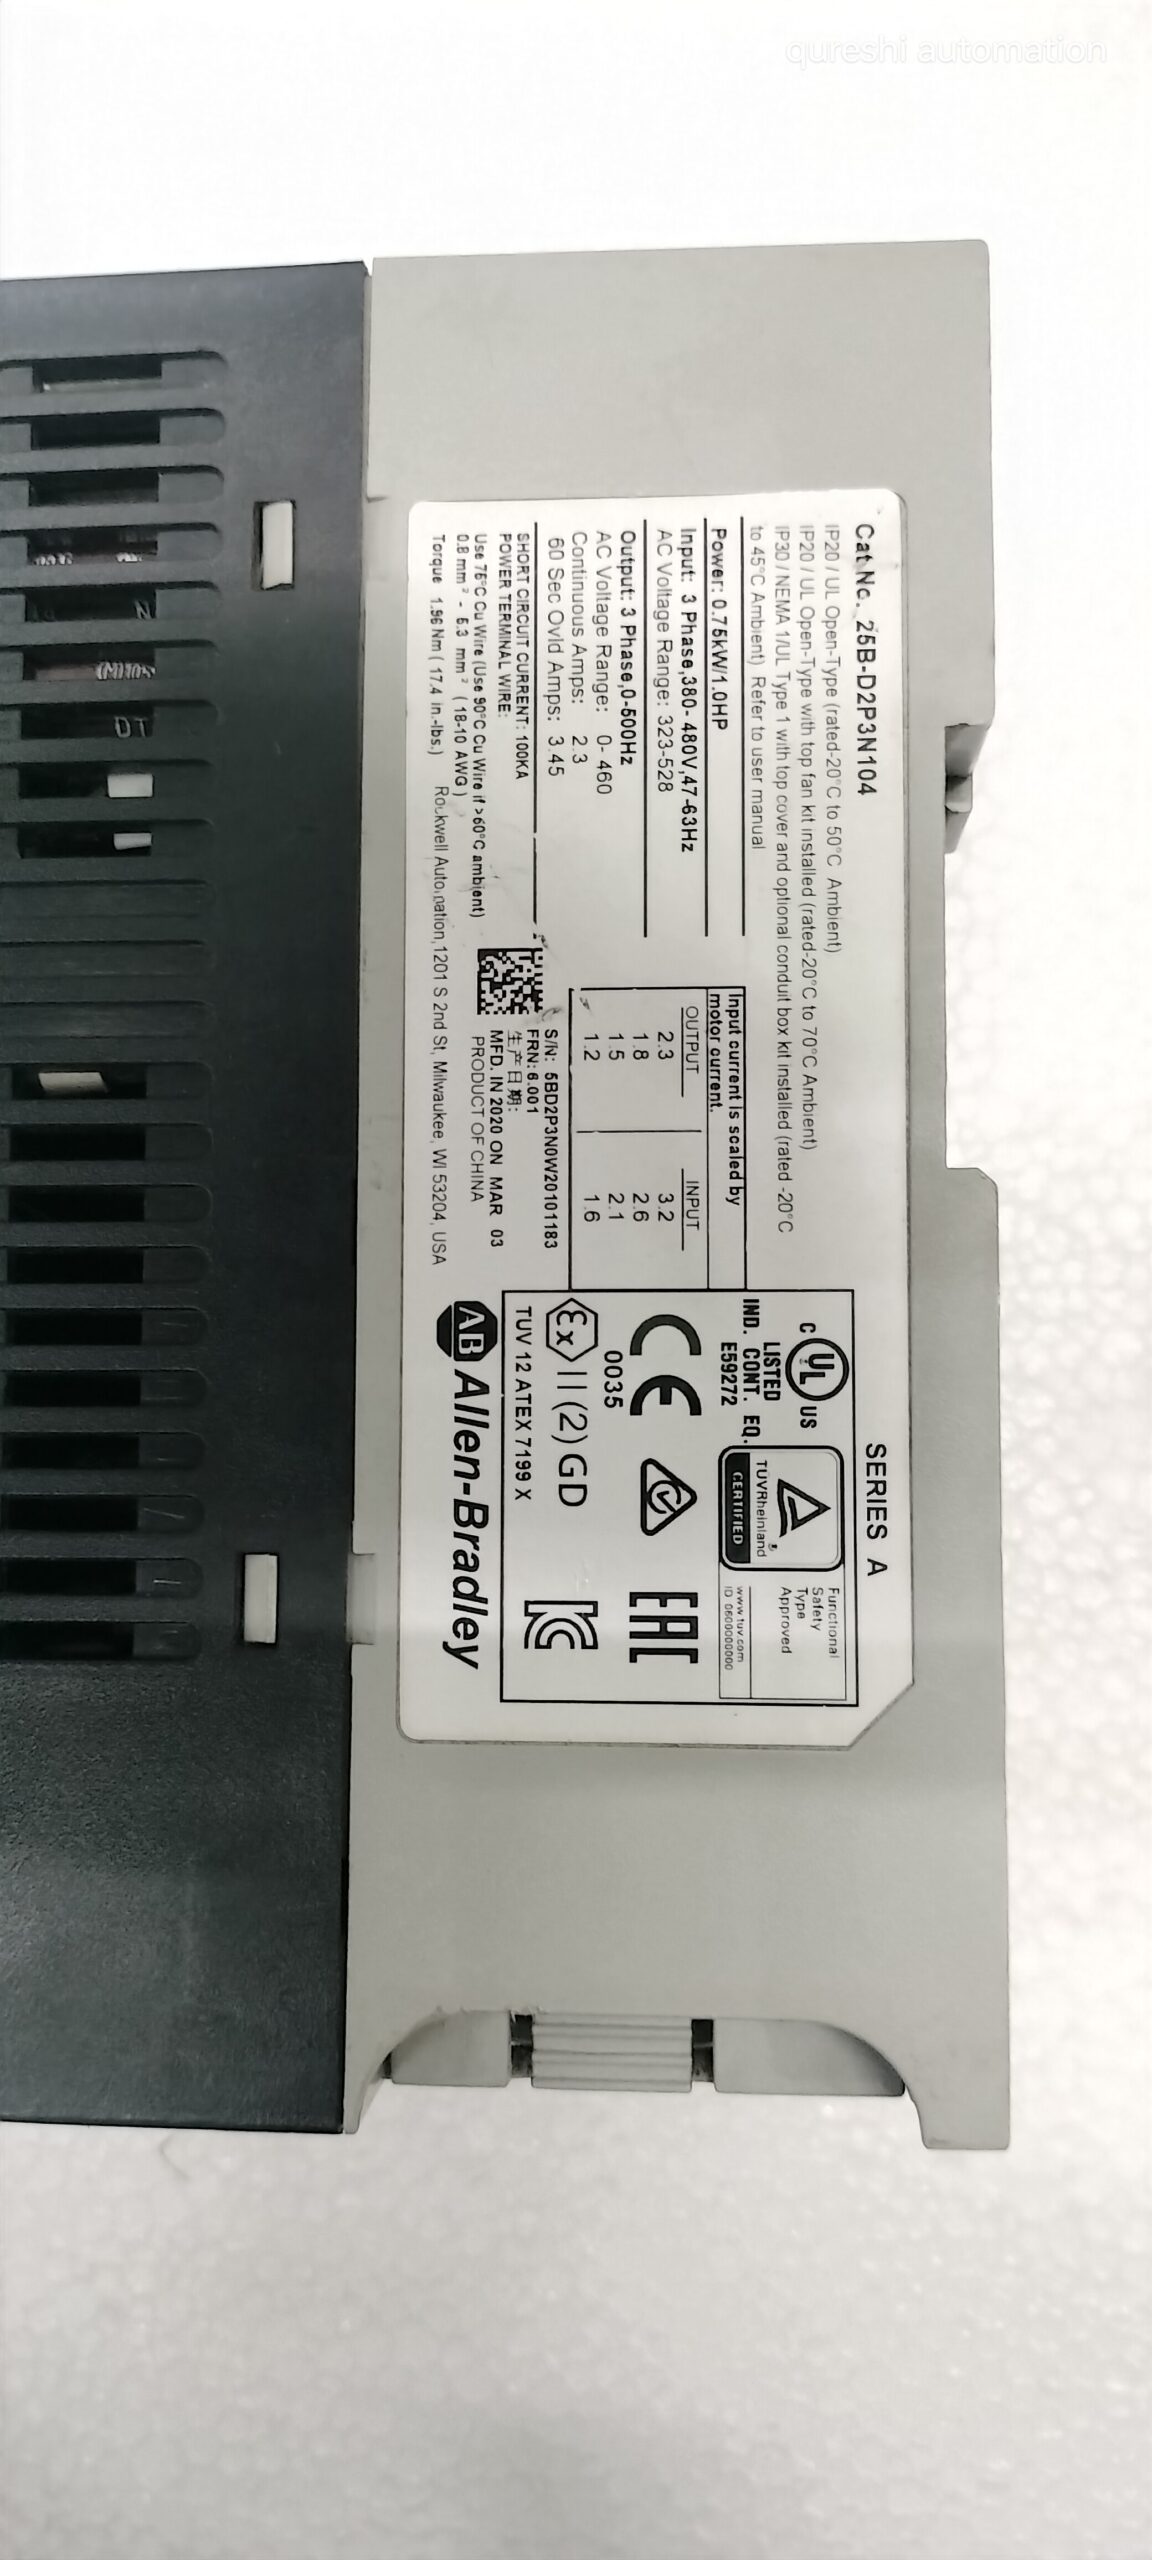 qureshi automation
Cat No. 25B-D2P3N104
SERIES A
IP20 / UL Open-Type (rated-20°C to 50°C Ambient)
IP20 / UL Open-Type with top fan kit installed (rated-20°C to 70°C Ambient)
IP30 / NEMA 1/UL Type 1 with top cover and optional conduit box kit installed (rated -20°C
to 45°C Ambient) Refer to user manual
Power: 0.75kW/1.0HP
Input: 3 Phase,380- 480V,47-63Hz
AC Voltage Range: 323-528
Output: 3 Phase,0-500Hz
AC Voltage Range: 0- 460
Continuous Amps: 2.3
60 Sec Ovld Amps: 3.45
SHORT CIRCUIT CURRENT: 100KA
POWER TERMINAL WIRE:
Use 75°C Cu Wire (Use 90°C Cu Wire if >60°C ambient)
0.8 mm² - 5.3 mm² (18-10 AWG)
Torque 1.96 Nm ( 17.4 in.-lbs.)
Input current is scaled by
motor current.
OUTPUT INPUT
2.3 3.2
1.8 2.6
1.5 2.1
1.2 1.6
S/N: 5BD2P3N0W20101183
FRN: 6.001
生产日期:
MFD. IN 2020 ON MAR 03
PRODUCT OF CHINA
Rockwell Automation,1201 S 2nd St, Milwaukee, WI 53204, USA
C UL US
LISTED
IND. CONT. EQ.
E59272
TUVRheinland
CERTIFIED
Functional
Safety
Type
Approved
www.tuv.com
ID 0600000000
CE
0035
EAC
Ex II (2) GD
TUV 12 ATEX 7199 X
AB Allen-Bradley